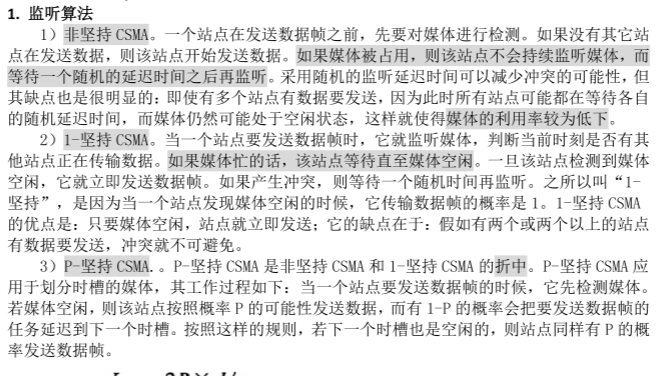 1. 监听算法
1）非坚持 CSMA。一个站点在发送数据帧之前，先要对媒体进行检测。如果没有其它站
点在发送数据，则该站点开始发送数据。如果媒体被占用，则该站点不会持续监听媒体，而
等待一个随机的延迟时间之后再监听。采用随机的监听延迟时间可以减少冲突的可能性，但
其缺点也是很明显的：即使有多个站点有数据要发送，因为此时所有站点可能都在等待各自
的随机延迟时间，而媒体仍然可能处于空闲状态，这样就使得媒体的利用率较为低下。
2）1-坚持 CSMA。当一个站点要发送数据帧时，它就监听媒体，判断当前时刻是否有其
他站点正在传输数据。如果媒体忙的话，该站点等待直至媒体空闲。一旦该站点检测到媒体
空闲，它就立即发送数据帧。如果产生冲突，则等待一个随机时间再监听。之所以叫“1-
坚持”，是因为当一个站点发现媒体空闲的时候，它传输数据帧的概率是 1。1-坚持 CSMA
的优点是：只要媒体空闲，站点就立即发送；它的缺点在于：假如有两个或两个以上的站点
有数据要发送，冲突就不可避免。
3）P-坚持 CSMA.。P-坚持 CSMA 是非坚持 CSMA 和 1-坚持 CSMA 的折中。P-坚持 CSMA 应
用于划分时槽的媒体，其工作过程如下：当一个站点要发送数据帧的时候，它先检测媒体。
若媒体空闲，则该站点按照概率 P 的可能性发送数据，而有 1-P 的概率会把要发送数据帧的
任务延迟到下一个时槽。按照这样的规则，若下一个时槽也是空闲的，则站点同样有 P 的概
率发送数据帧。